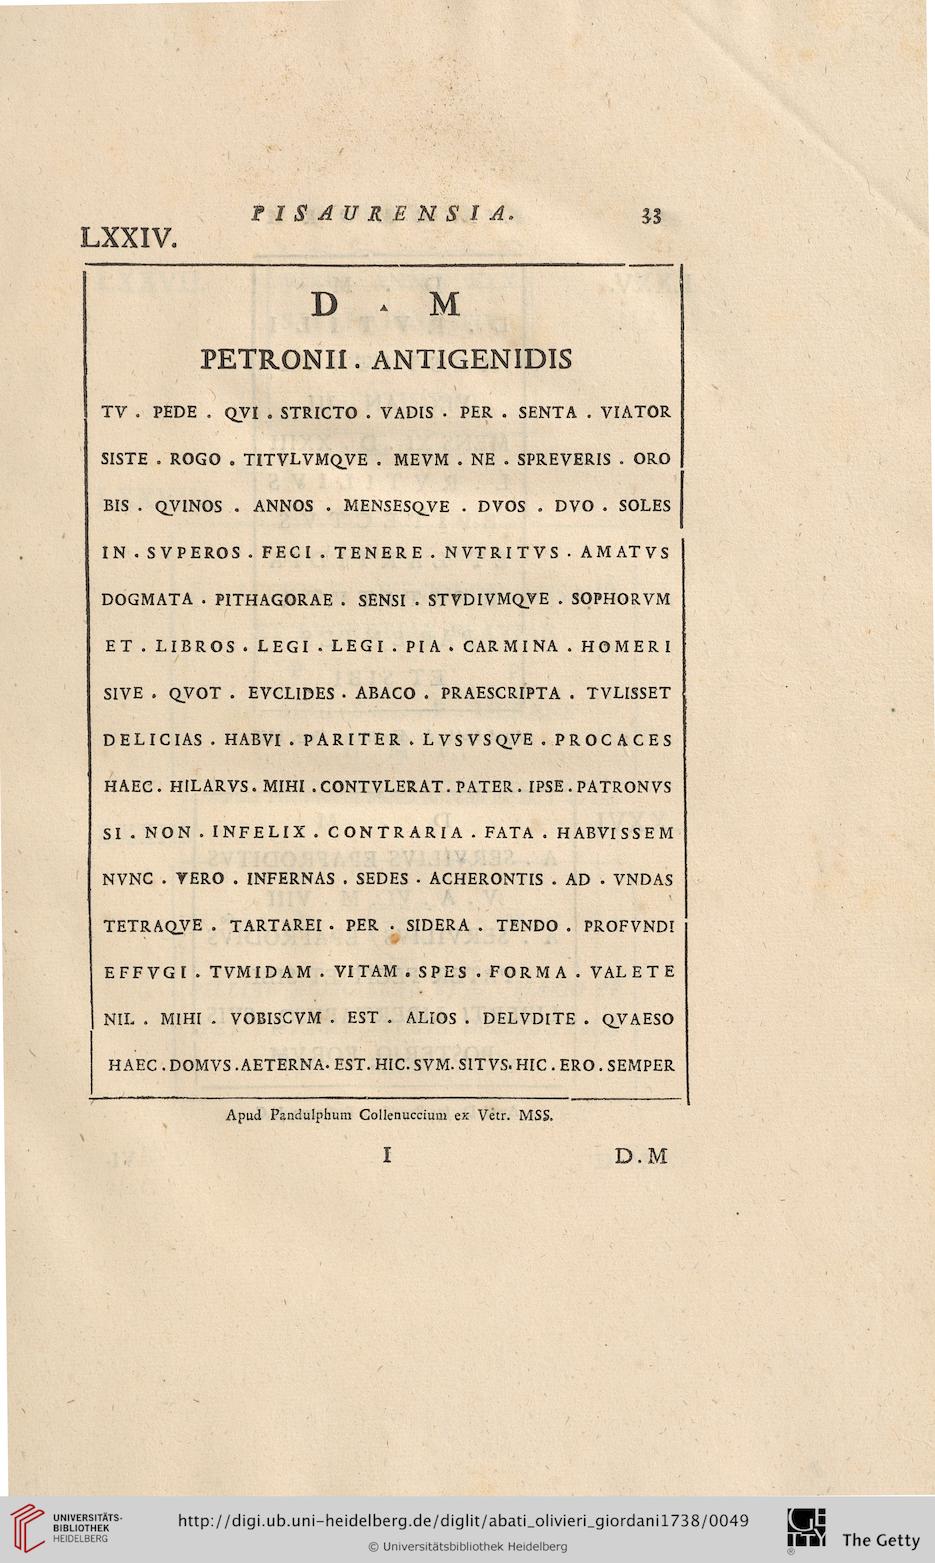 PISAURENSIA. 33
LXXIV.
D . M
PETRONII . ANTIGENIDIS
TV . PEDE . QVI . STRICTO . VADIS . PER . SENTA . VIATOR
SISTE . ROGO . TITVLVMQVE . MEVM . NE . SPREVERIS . ORO
BIS . QVINOS . ANNOS . MENSESQVE . DVOS . DVO . SOLES
IN . SVPEROS . FECI . TENERE . NVTRITVS . AMATVS
DOGMATA . PITHAGORAE . SENSI . STVDIVMQVE . SOPHORVM
ET . LIBROS . LEGI . LEGI . PIA . CARMINA . HOMERI
SIVE . QVOT . EVCLIDES . ABACO . PRAESCRIPTA . TVLISSET
DELICIAS . HABVI . PARITER . LVSVSQVE . PROCACES
HAEC . HILARVS . MIHI . CONTVLERAT . PATER . IPSE . PATRONVS
SI . NON . INFELIX . CONTRARIA . FATA . HABVISSEM
NVNC . VERO . INFERNAS . SEDES . ACHERONTIS . AD . VNDAS
TETRAQVE . TARTAREI . PER . SIDERA . TENDO . PROFVNDI
EFFVGI . TVMIDAM . VITAM . SPES . FORMA . VALETE
NIL . MIHI . VOBISCVM . EST . ALIOS . DELVDITE . QVAESO
HAEC . DOMVS . AETERNA . EST . HIC . SVM . SITVS . HIC . ERO . SEMPER
Apud Pandulphum Collenuccium ex Vetr. MSS.
I D.M
UNIVERSITÄTS-
BIBLIOTHEK
HEIDELBERG
http://digi.ub.uni-heidelberg.de/diglit/abati_olivieri_giordani1738/0049
© Universitätsbibliothek Heidelberg
GE
TTY
®
The Getty